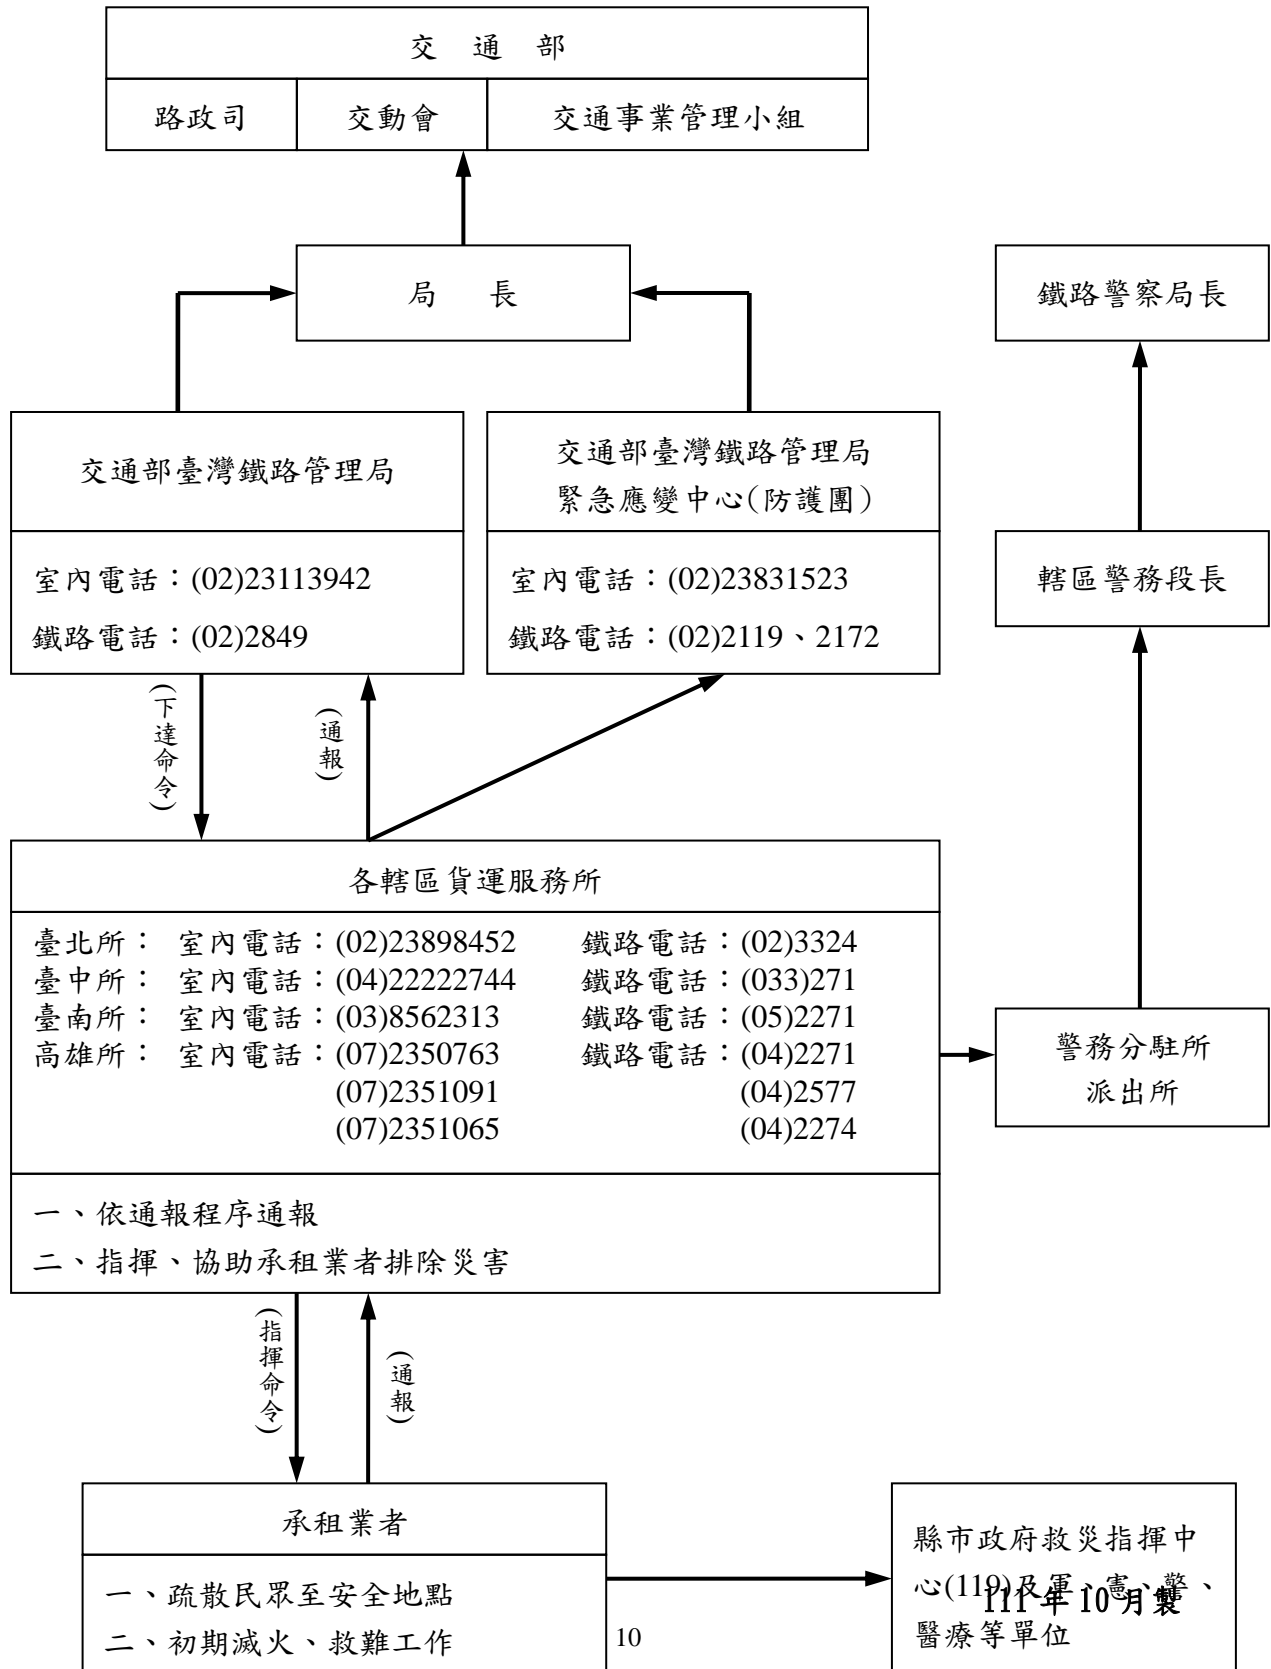 交 通 部
路政司 交動會 交通事業管理小組
局 長
鐵路警察局長
交通部臺灣鐵路管理局
室內電話：(02)23113942
鐵路電話：(02)2849
交通部臺灣鐵路管理局
緊急應變中心(防護團)
室內電話：(02)23831523
鐵路電話：(02)2119、2172
轄區警務段長
(下達命令)
(通報)
各轄區貨運服務所
臺北所： 室內電話：(02)23898452 鐵路電話：(02)3324
臺中所： 室內電話：(04)22222744 鐵路電話：(033)271
臺南所： 室內電話：(03)8562313 鐵路電話：(05)2271
高雄所： 室內電話：(07)2350763 鐵路電話：(04)2271
(07)2351091 (04)2577
(07)2351065 (04)2274
一、依通報程序通報
二、指揮、協助承租業者排除災害
警務分駐所
派出所
(指揮命令)
(通報)
承租業者
一、疏散民眾至安全地點
二、初期滅火、救難工作
縣市政府救災指揮中
心(119)及軍、憲、警、
醫療等單位
111 年 10 月製
10